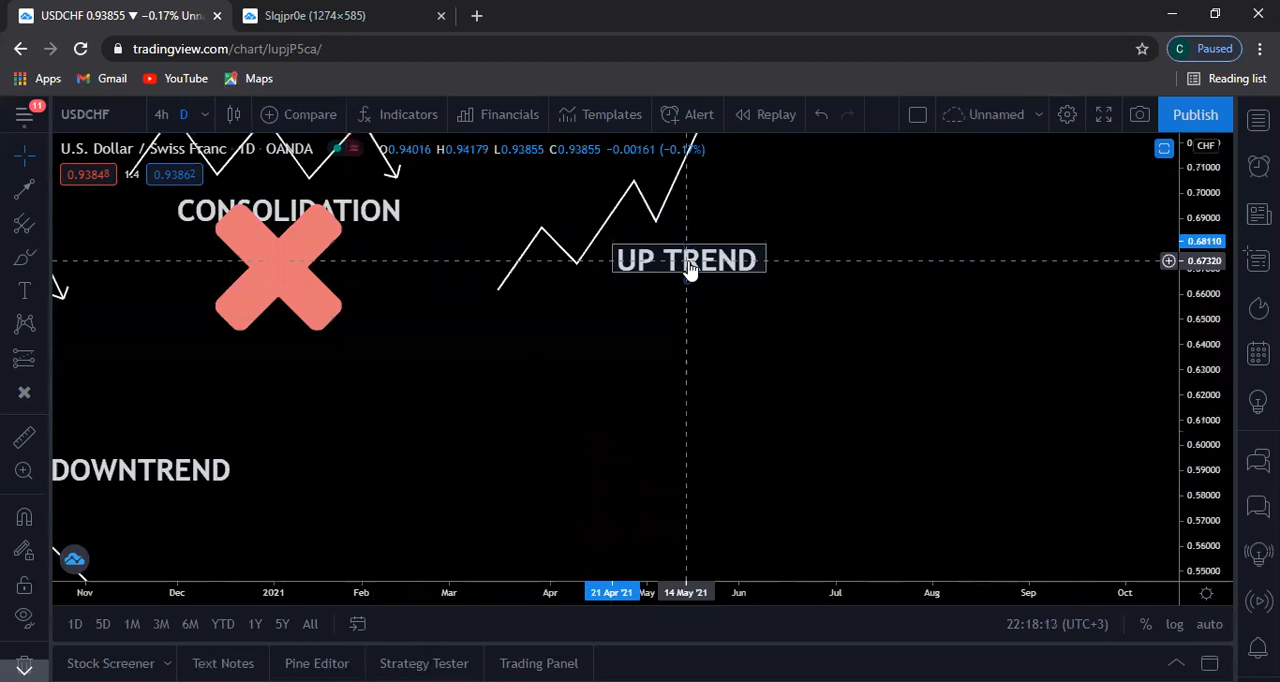 USDCHF 0.93855 ▼ −0.17% Unn
Slqjpr0e (1274×585)
tradingview.com/chart/lupjP5ca/
C Paused
Apps Gmail YouTube Maps Reading list
11
USDCHF 4h D Compare Indicators Financials Templates Alert Replay Unnamed Publish
U.S. Dollar / Swiss Franc · 1D · OANDA O0.94016 H0.94179 L0.93855 C0.93855 −0.00161 (−0.17%)
CHF
0.93848 1.4 0.93862
0.71000
0.70000
CONSOLIDATION
0.69000
0.68110
UP TREND
0.67320
0.66000
0.65000
0.64000
0.63000
0.62000
0.61000
0.60000
DOWNTREND
0.59000
0.58000
0.57000
0.56000
0.55000
Nov Dec 2021 Feb Mar Apr 21 Apr '21 May 14 May '21 Jun Jul Aug Sep Oct
1D 5D 1M 3M 6M YTD 1Y 5Y All 22:18:13 (UTC+3) % log auto
Stock Screener Text Notes Pine Editor Strategy Tester Trading Panel